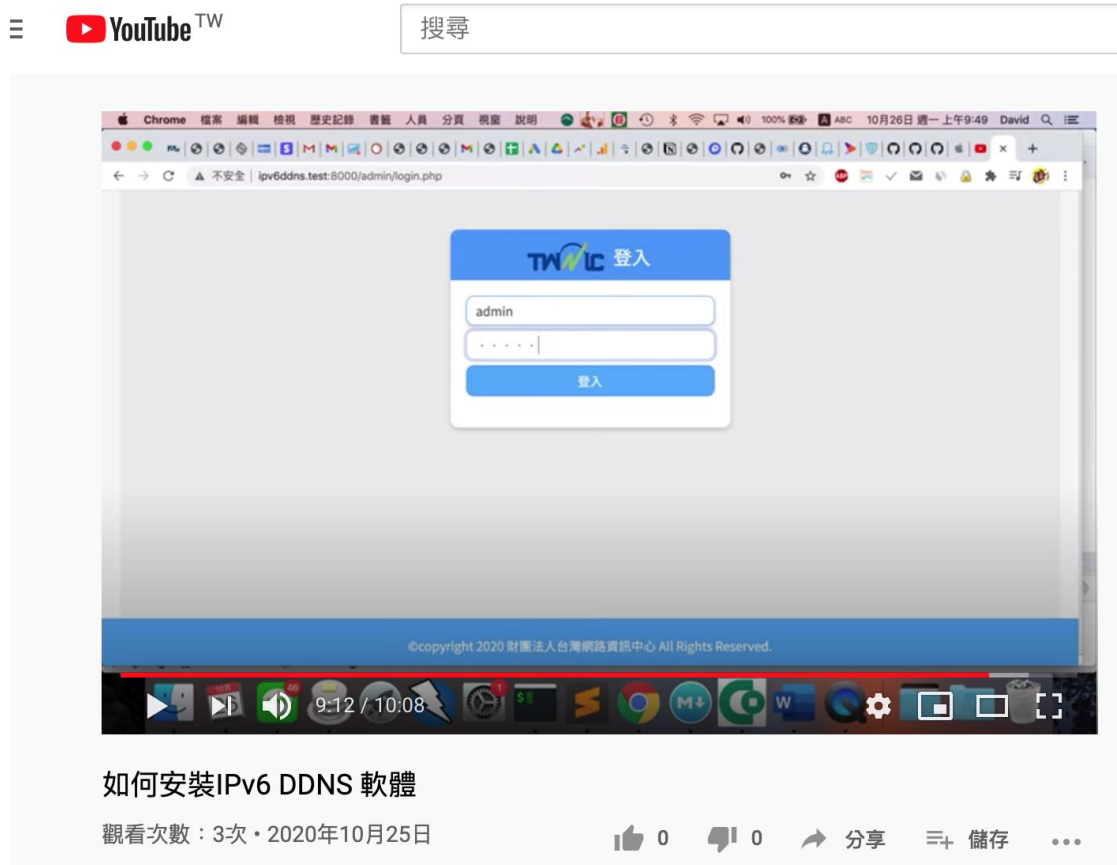 YouTube TW
搜尋
Chrome 檔案 編輯 檢視 歷史記錄 書籤 人員 分頁 視窗 說明 100% ABC 10月26日 週一 上午9:49 David
不安全 ipv6ddns.test:8000/admin/login.php
TWNIC 登入
admin
登入
©copyright 2020 財團法人台灣網路資訊中心 All Rights Reserved.
9:12 / 10:08
如何安裝IPv6 DDNS 軟體
觀看次數：3次 • 2020年10月25日
0 0 分享 儲存